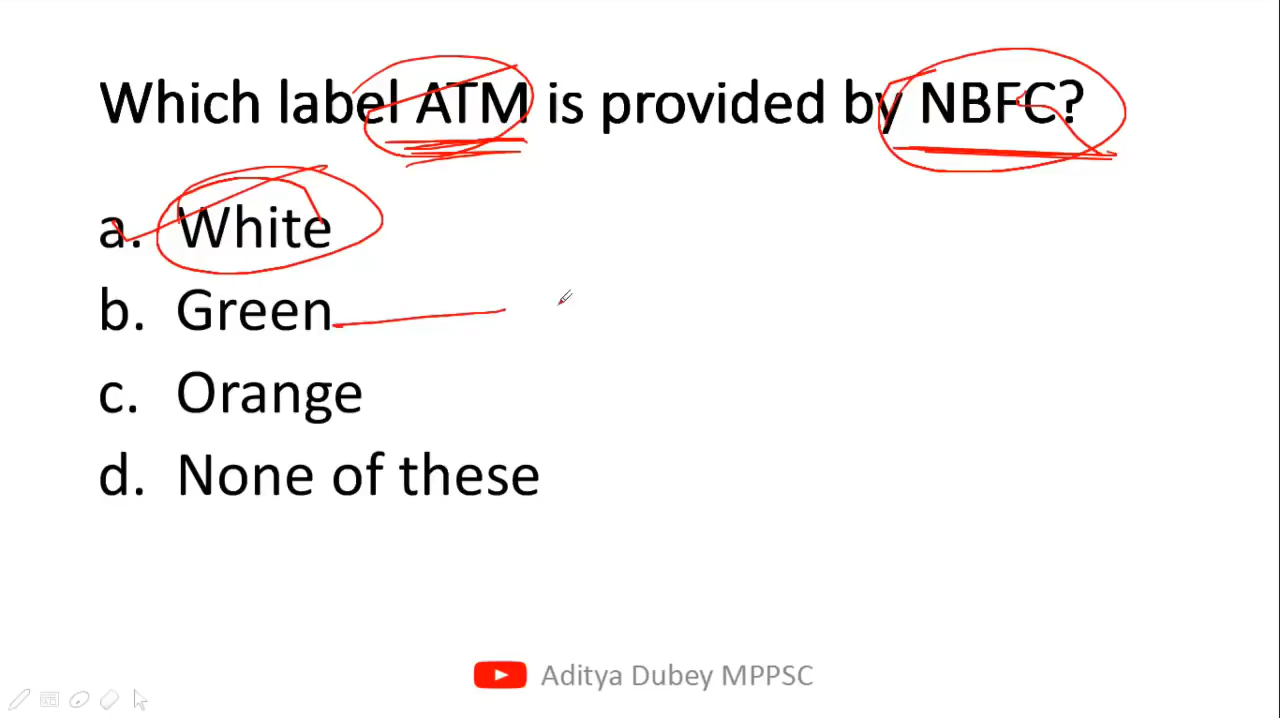 Which label ATM is provided by NBFC?
a. White
b. Green
c. Orange
d. None of these
Aditya Dubey MPPSC